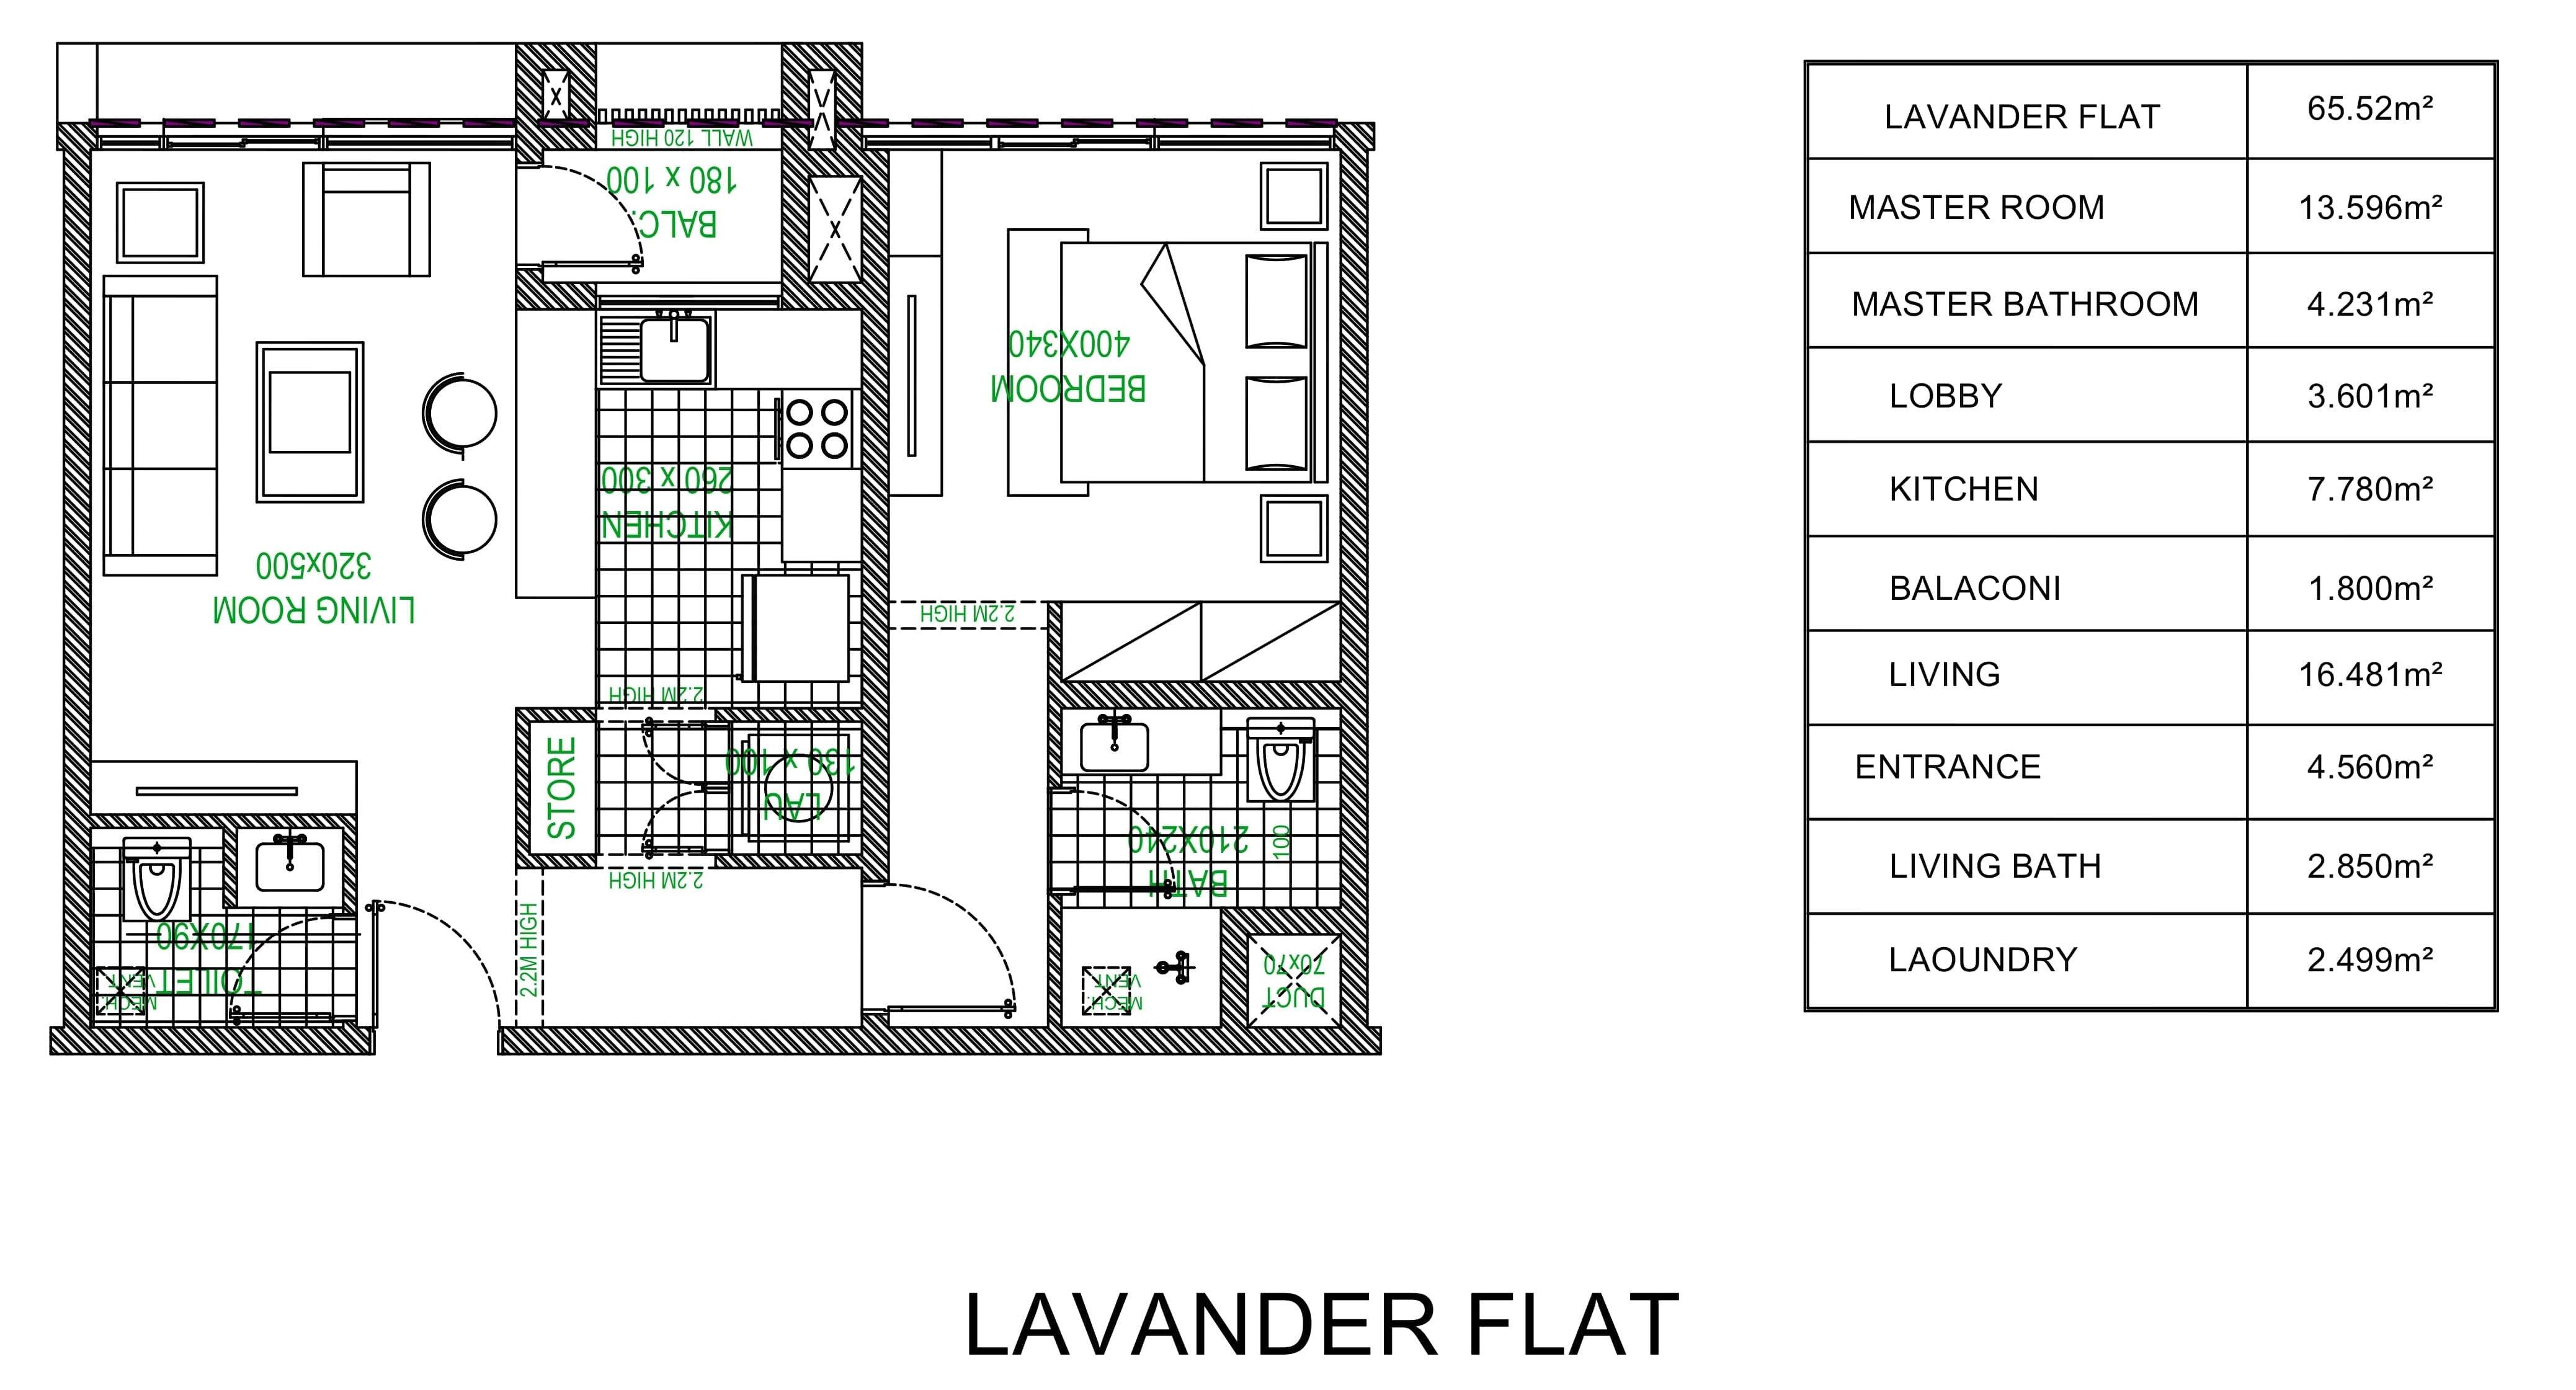 WALL 120 HIGH
BALC.
180 x 100
BEDROOM
400X340
KITCHEN
260 x 300
LIVING ROOM
320x500
2.2M HIGH
2.2M HIGH
STORE
LAU
130 x 100
2.2M HIGH
2.2M HIGH
BATH
210X240
100
TOILET
170X90
MECH.
VENT.
MECH.
VENT.
DUCT
70x70
LAVANDER FLAT 65.52m²
MASTER ROOM 13.596m²
MASTER BATHROOM 4.231m²
LOBBY 3.601m²
KITCHEN 7.780m²
BALACONI 1.800m²
LIVING 16.481m²
ENTRANCE 4.560m²
LIVING BATH 2.850m²
LAOUNDRY 2.499m²
LAVANDER FLAT